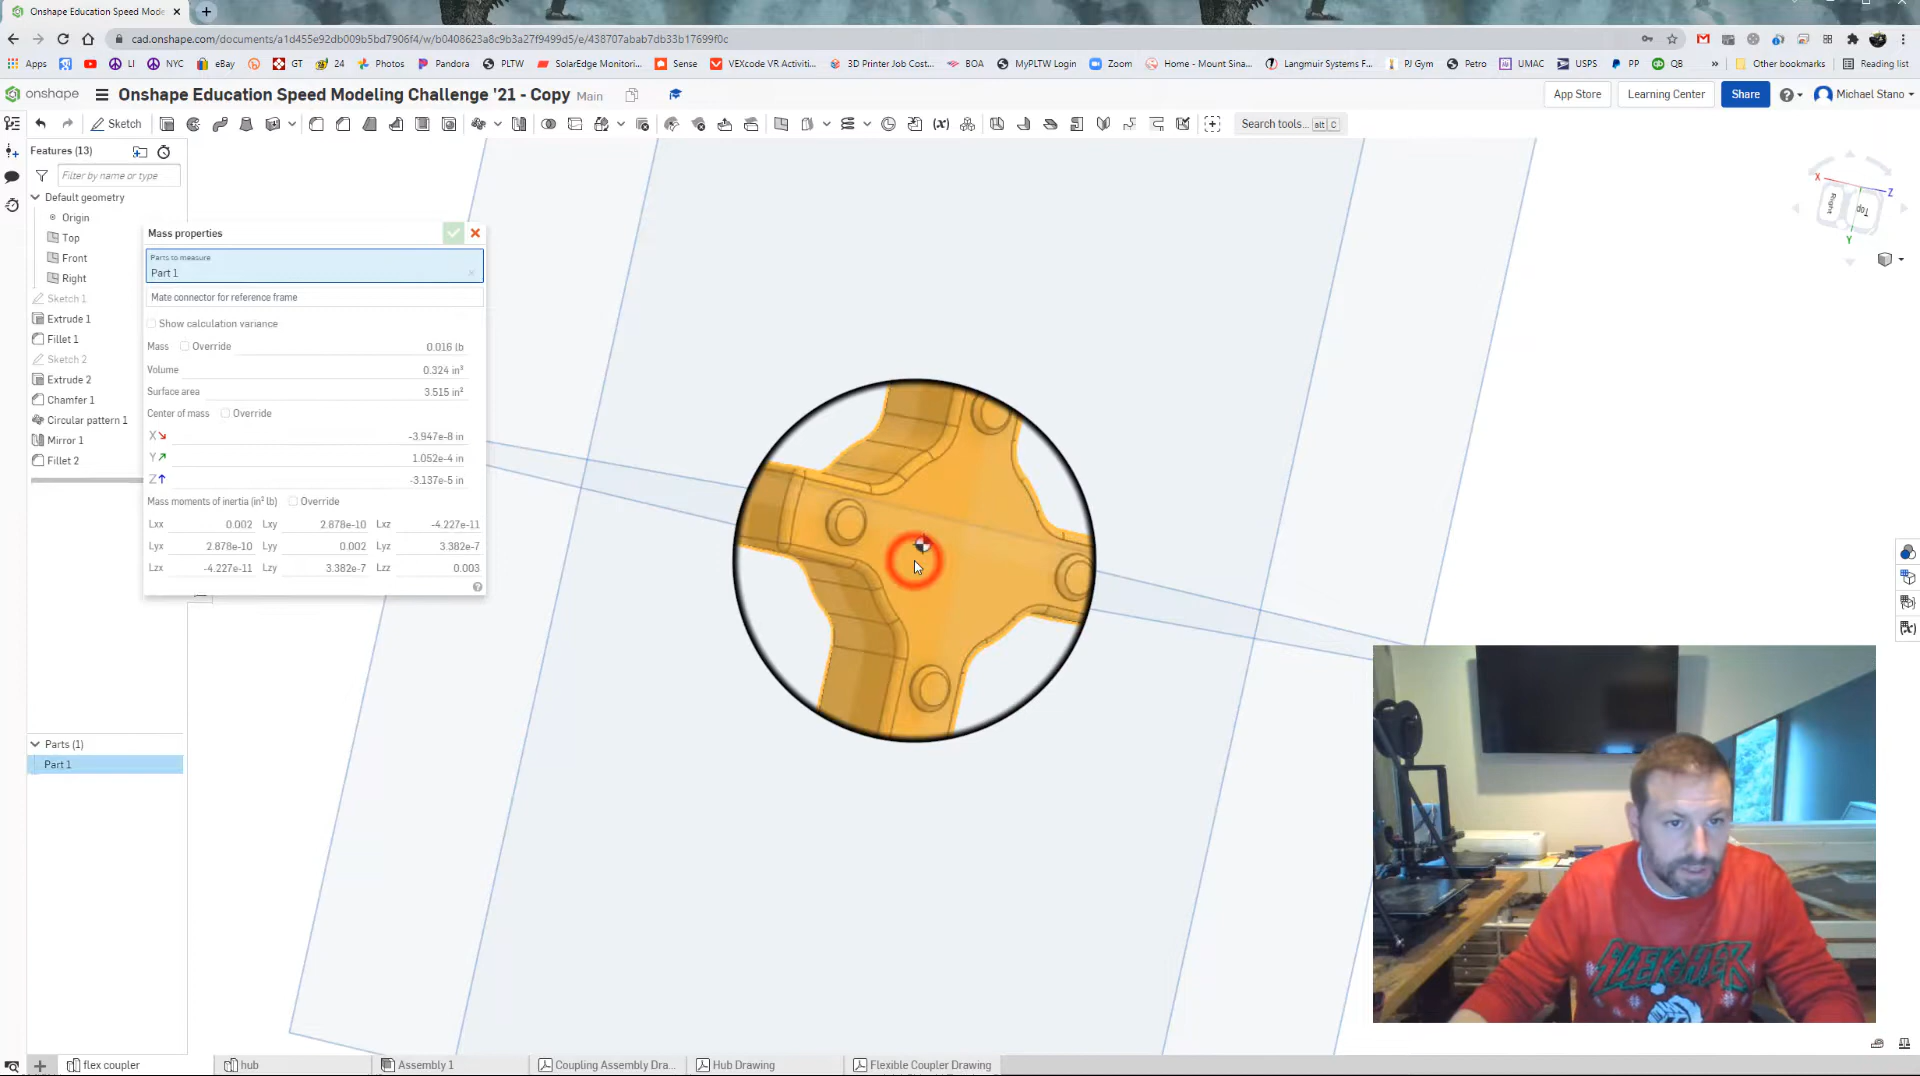 Onshape Education Speed Mode
cad.onshape.com/documents/a1d455e92db009b5bd7906f4/w/b0408623a8c9b3a27f9499d5/e/438707abab7db33b17699f0c
Apps LI NYC eBay GT 24 Photos Pandora PLTW SolarEdge Monitori... Sense VEXcode VR Activiti... 3D Printer Job Cost... BOA MyPLTW Login Zoom Home - Mount Sina... Langmuir Systems F... PJ Gym Petro UMAC USPS PP QB » Other bookmarks Reading list
onshape Onshape Education Speed Modeling Challenge '21 - Copy Main App Store Learning Center Share Michael Stano
Sketch Search tools... alt C
Features (13)
Filter by name or type
Default geometry
Origin
Top
Front
Right
Sketch 1
Extrude 1
Fillet 1
Sketch 2
Extrude 2
Chamfer 1
Circular pattern 1
Mirror 1
Fillet 2
Mass properties
Parts to measure
Part 1
Mate connector for reference frame
Show calculation variance
Mass Override 0.016 lb
Volume 0.324 in³
Surface area 3.515 in²
Center of mass Override
X -3.947e-8 in
Y 1.052e-4 in
Z -3.137e-5 in
Mass moments of inertia (in² lb) Override
Lxx 0.002 Lxy 2.878e-10 Lxz -4.227e-11
Lyx 2.878e-10 Lyy 0.002 Lyz 3.382e-7
Lzx -4.227e-11 Lzy 3.382e-7 Lzz 0.003
X Z
Right Top
Y
Parts (1)
Part 1
flex coupler hub Assembly 1 Coupling Assembly Dra... Hub Drawing Flexible Coupler Drawing